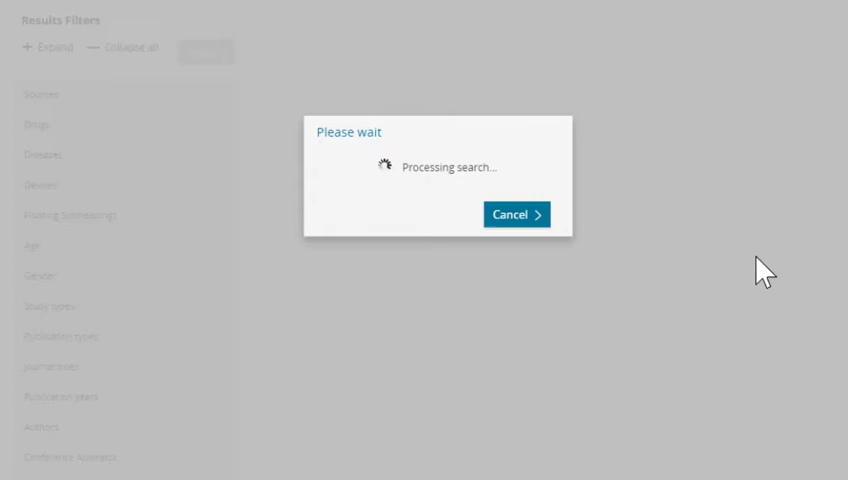 Results Filters
+ Expand — Collapse all
Sources
Drugs
Diseases
Devices
Floating Subheadings
Age
Gender
Study types
Publication types
Journal titles
Publication years
Authors
Conference Abstracts
Please wait
Processing search...
Cancel >